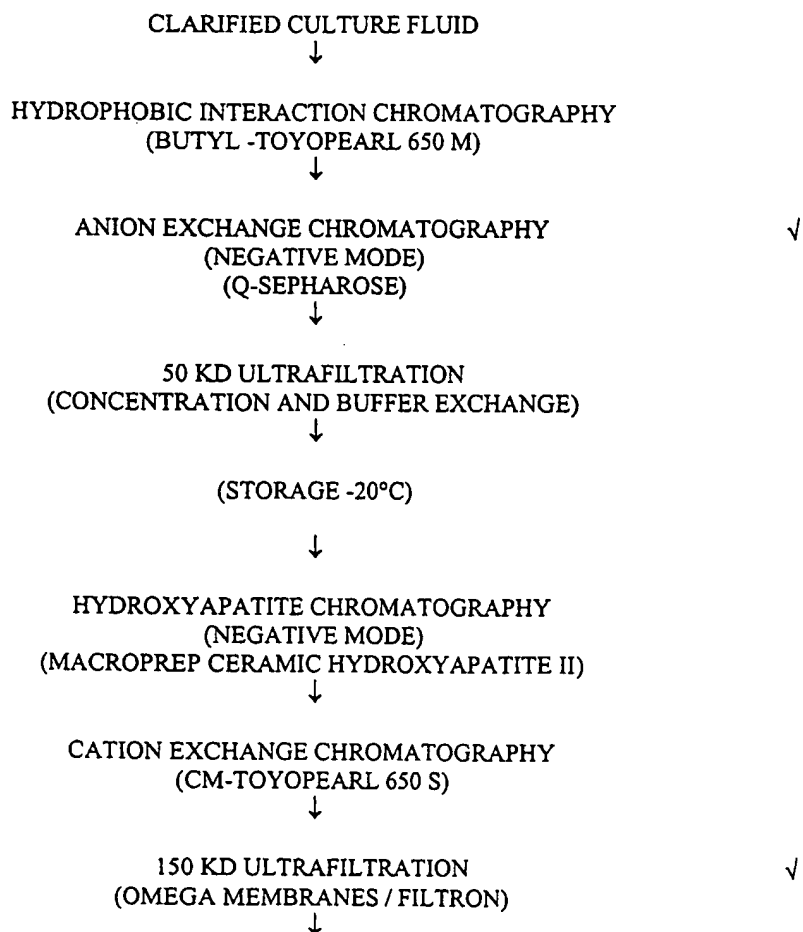 CLARIFIED CULTURE FLUID
↓
HYDROPHOBIC INTERACTION CHROMATOGRAPHY
(BUTYL -TOYOPEARL 650 M)
↓
ANION EXCHANGE CHROMATOGRAPHY √
(NEGATIVE MODE)
(Q-SEPHAROSE)
↓
50 KD ULTRAFILTRATION
(CONCENTRATION AND BUFFER EXCHANGE)
↓
(STORAGE -20°C)
↓
HYDROXYAPATITE CHROMATOGRAPHY
(NEGATIVE MODE)
(MACROPREP CERAMIC HYDROXYAPATITE II)
↓
CATION EXCHANGE CHROMATOGRAPHY
(CM-TOYOPEARL 650 S)
↓
150 KD ULTRAFILTRATION √
(OMEGA MEMBRANES / FILTRON)
↓